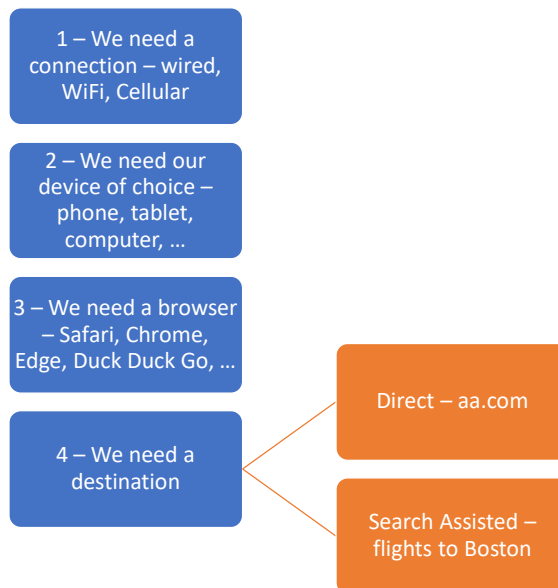 1 – We need a
connection – wired,
WiFi, Cellular
2 – We need our
device of choice –
phone, tablet,
computer, …
3 – We need a browser
– Safari, Chrome,
Edge, Duck Duck Go, …
4 – We need a
destination
Direct – aa.com
Search Assisted –
flights to Boston